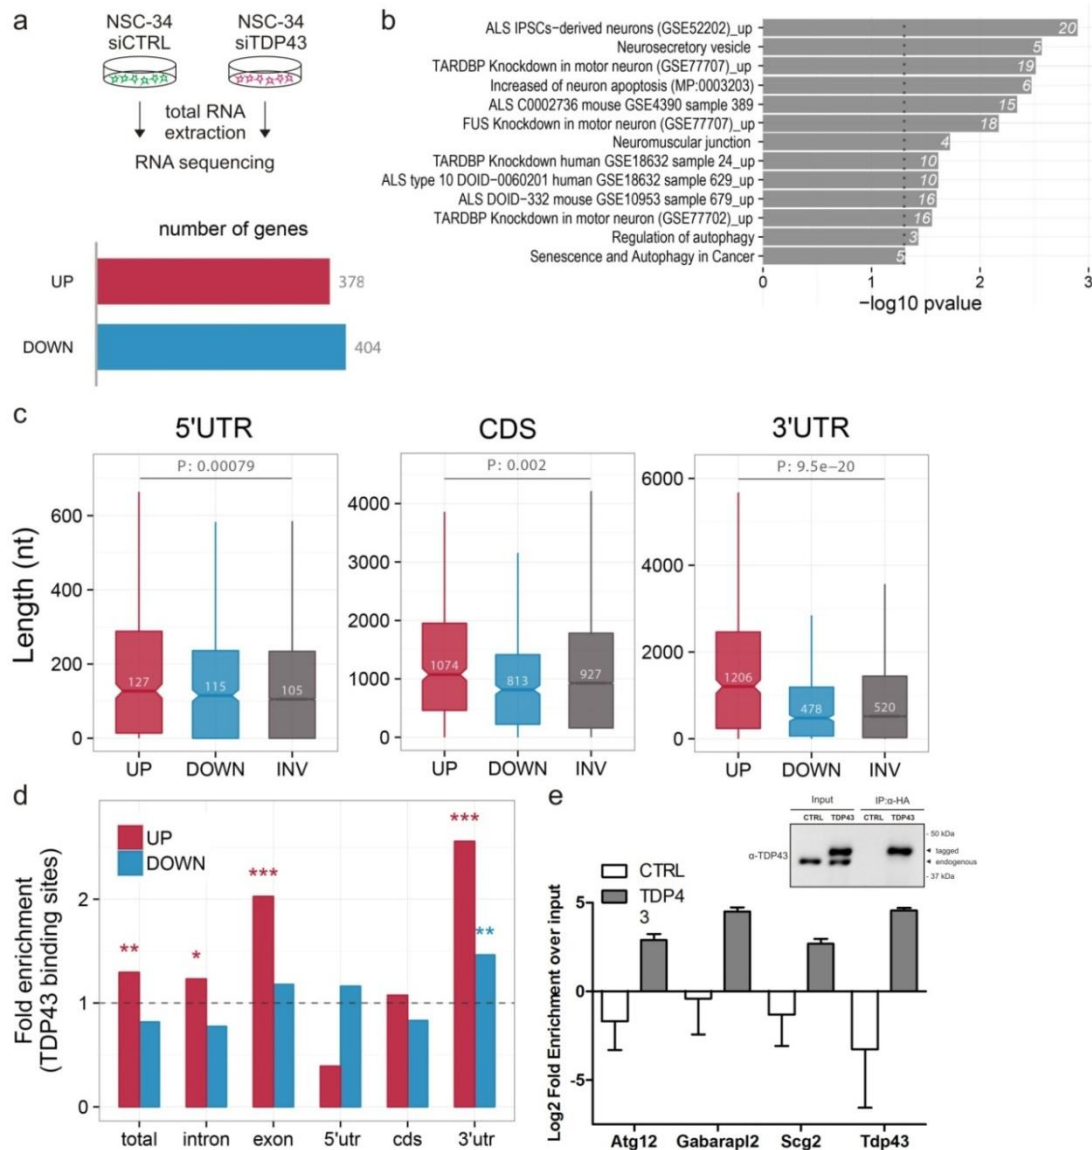 a
NSC-34 siCTRL
NSC-34 siTDP43
total RNA extraction
RNA sequencing
number of genes
UP
378
DOWN
404
b
ALS IPSCs-derived neurons (GSE52202)_up
20
Neurosecretory vesicle
5
TARDBP Knockdown in motor neuron (GSE77707)_up
19
Increased of neuron apoptosis (MP:0003203)
6
ALS C0002736 mouse GSE4390 sample 389
15
FUS Knockdown in motor neuron (GSE77707)_up
18
Neuromuscular junction
4
TARDBP Knockdown human GSE18632 sample 24_up
10
ALS type 10 DOID-0060201 human GSE18632 sample 629_up
10
ALS DOID-332 mouse GSE10953 sample 679_up
16
TARDBP Knockdown in motor neuron (GSE77702)_up
16
Regulation of autophagy
3
Senescence and Autophagy in Cancer
5
0 1 2 3
−log10 pvalue
c
5'UTR
P: 0.00079
Length (nt)
600
400
200
0
127
115
105
UP DOWN INV
CDS
P: 0.002
4000
3000
2000
1000
0
1074
813
927
UP DOWN INV
3'UTR
P: 9.5e−20
6000
4000
2000
0
1206
478
520
UP DOWN INV
d
UP
DOWN
Fold enrichment
(TDP43 binding sites)
2
1
0
**
*
***
***
**
total intron exon 5'utr cds 3'utr
e
Input IP:α-HA
CTRL TDP43 CTRL TDP43
α-TDP43
- 50 kDa
◄ tagged
◄ endogenous
- 37 kDa
CTRL
TDP4
3
Log2 Fold Enrichment over input
5
0
-5
Atg12 Gabarapl2 Scg2 Tdp43